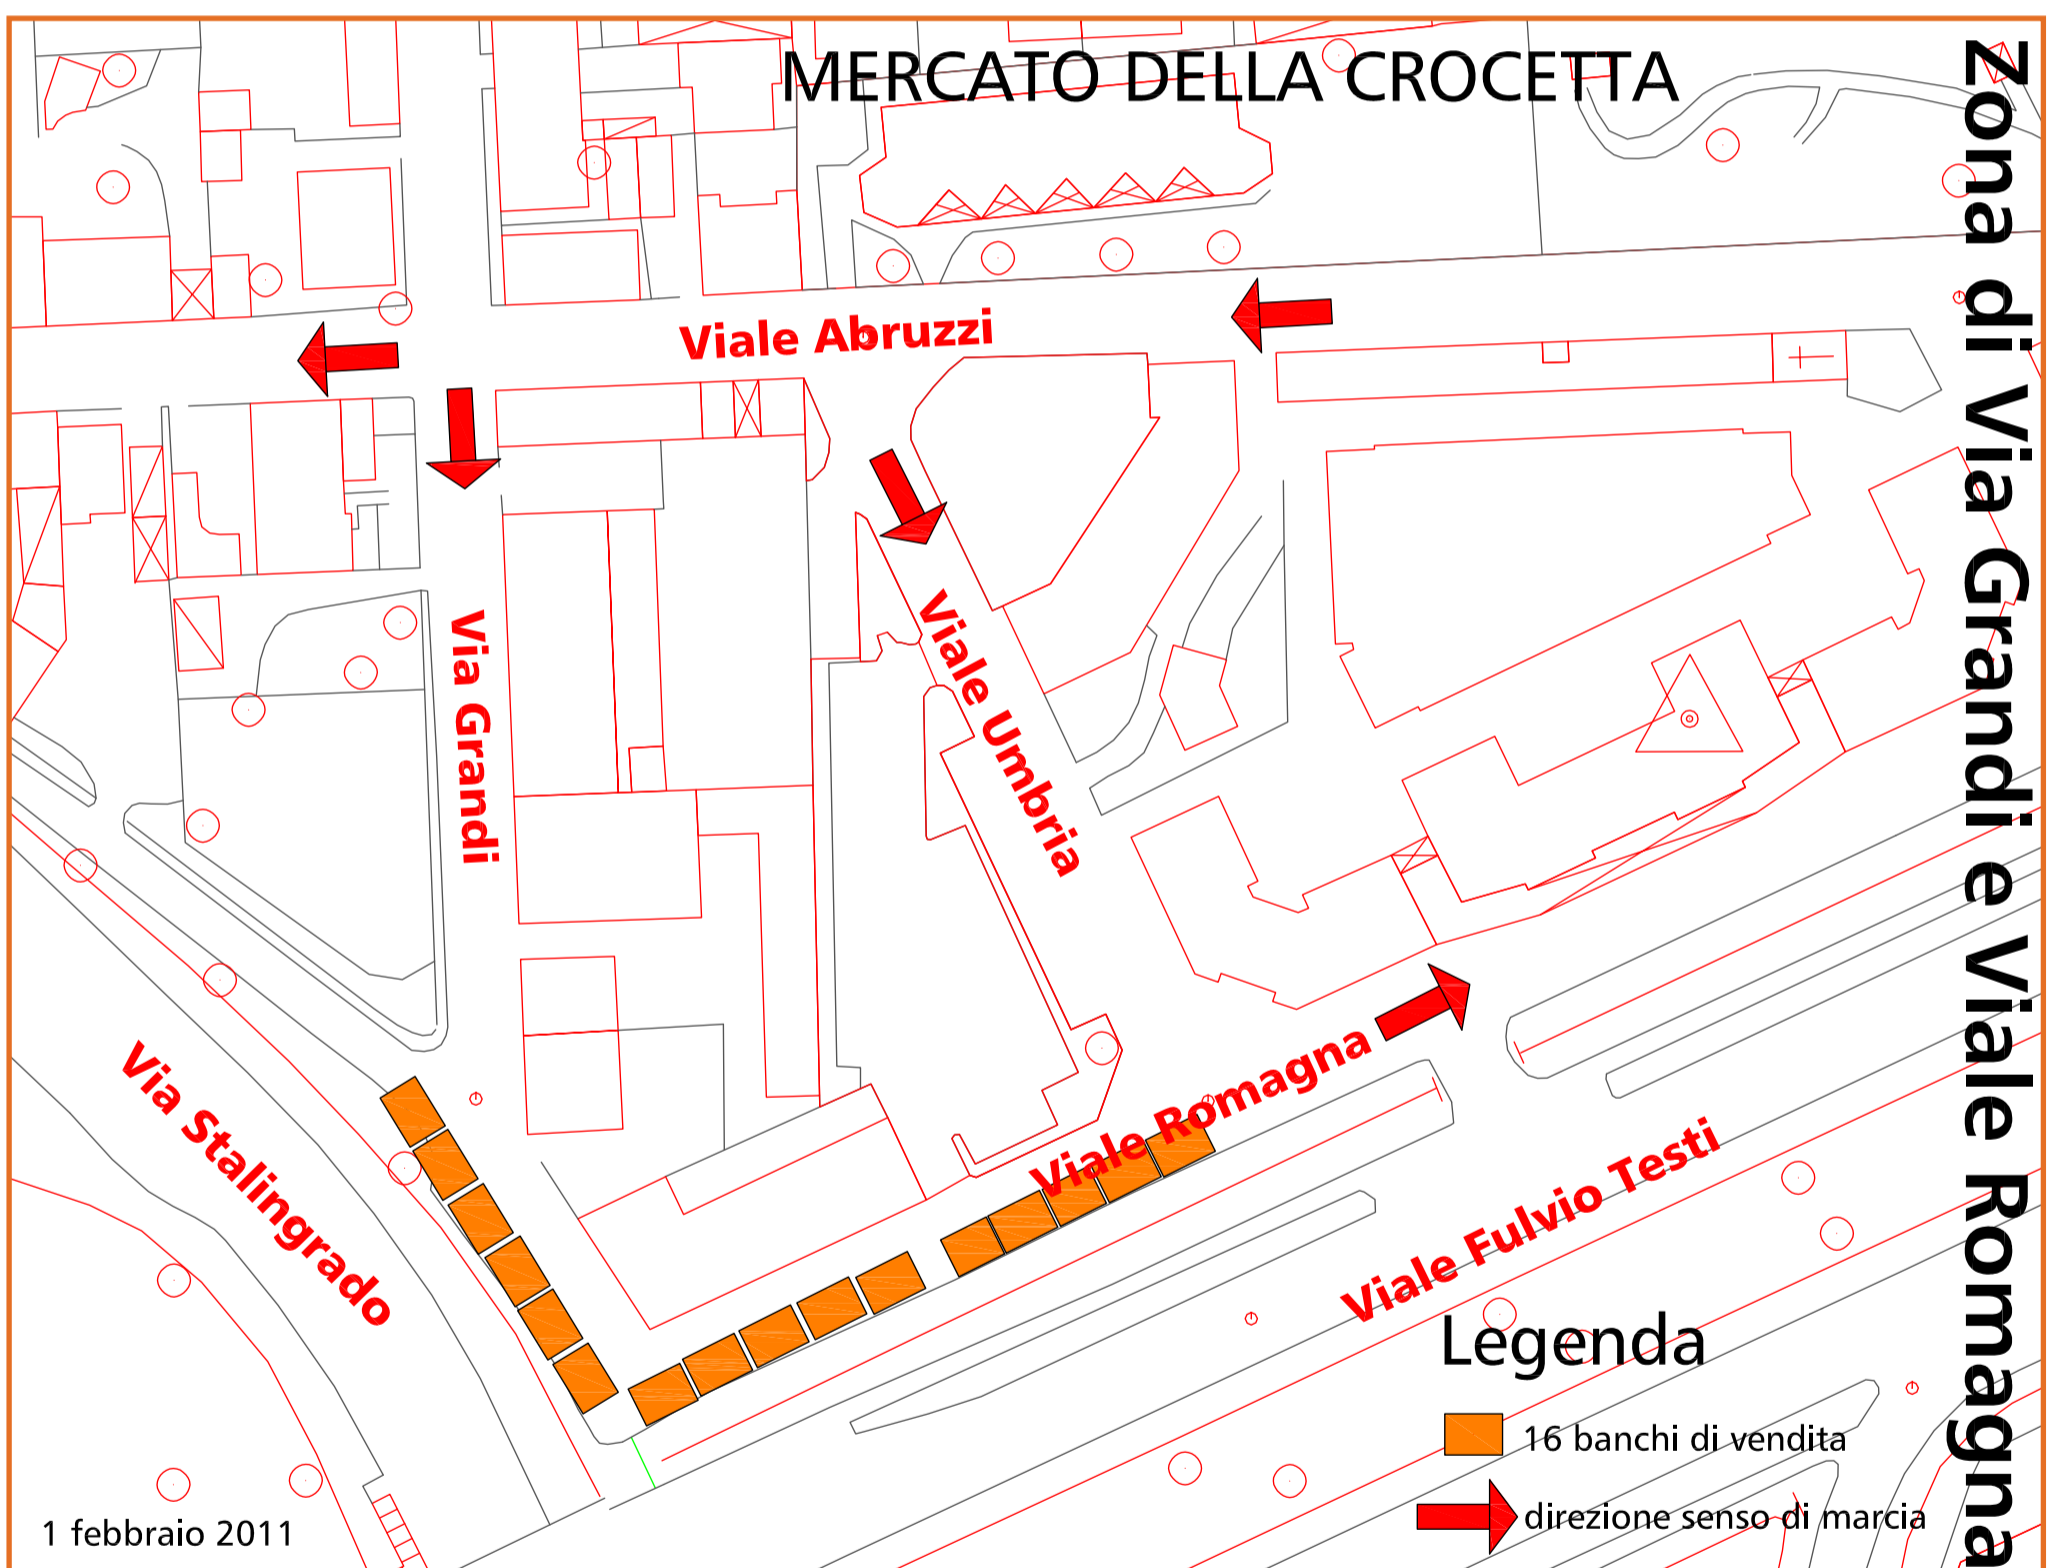 MERCATO DELLA CROCETTA
Zona di Via Grandi e Viale Romagna
Viale Abruzzi
Via Grandi
Viale Umbria
Viale Romagna
Via Stalingrado
Viale Fulvio Testi
Legenda
16 banchi di vendita
direzione senso di marcia
1 febbraio 2011